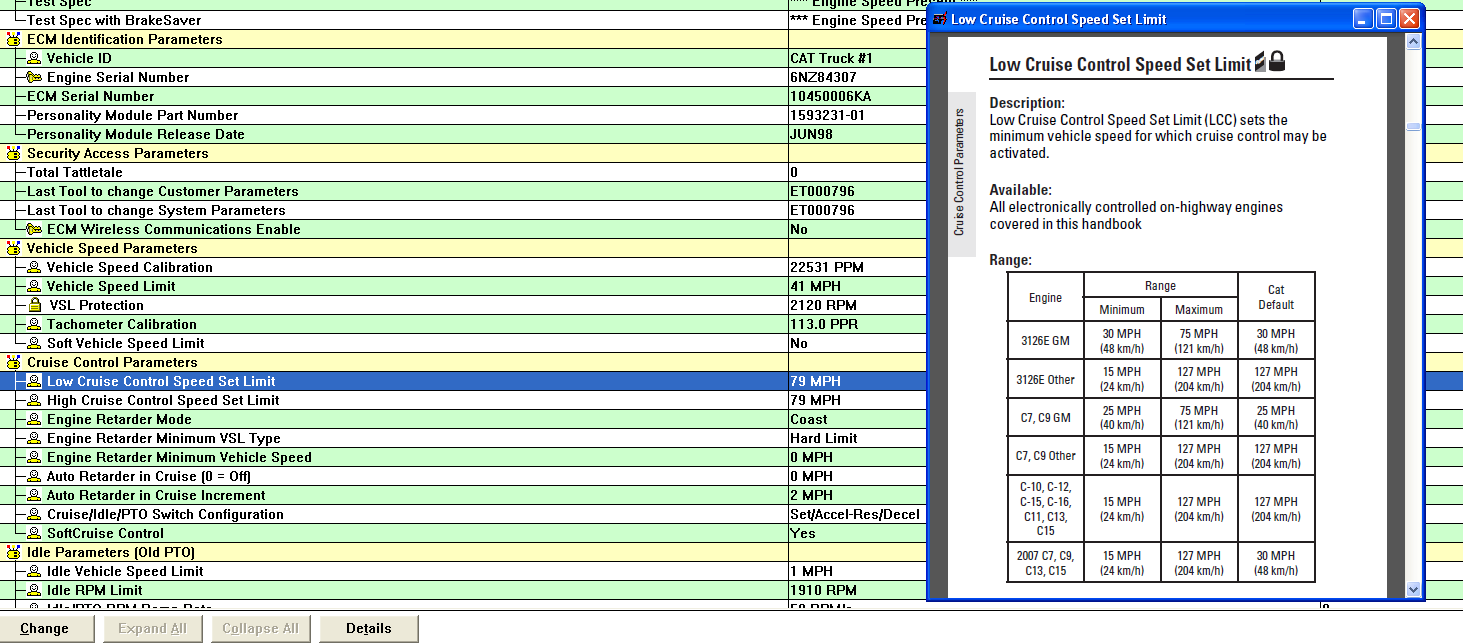 Test Spec
Test Spec with BrakeSaver *** Engine Speed Pre
ECM Identification Parameters
Vehicle ID CAT Truck #1
Engine Serial Number 6NZ84307
ECM Serial Number 10450006KA
Personality Module Part Number 1593231-01
Personality Module Release Date JUN98
Security Access Parameters
Total Tattletale 0
Last Tool to change Customer Parameters ET000796
Last Tool to change System Parameters ET000796
ECM Wireless Communications Enable No
Vehicle Speed Parameters
Vehicle Speed Calibration 22531 PPM
Vehicle Speed Limit 41 MPH
VSL Protection 2120 RPM
Tachometer Calibration 113.0 PPR
Soft Vehicle Speed Limit No
Cruise Control Parameters
Low Cruise Control Speed Set Limit 79 MPH
High Cruise Control Speed Set Limit 79 MPH
Engine Retarder Mode Coast
Engine Retarder Minimum VSL Type Hard Limit
Engine Retarder Minimum Vehicle Speed 0 MPH
Auto Retarder in Cruise (0 = Off) 0 MPH
Auto Retarder in Cruise Increment 2 MPH
Cruise/Idle/PTO Switch Configuration Set/Accel-Res/Decel
SoftCruise Control Yes
Idle Parameters (Old PTO)
Idle Vehicle Speed Limit 1 MPH
Idle RPM Limit 1910 RPM
Change Expand All Collapse All Details
Low Cruise Control Speed Set Limit
Low Cruise Control Speed Set Limit
Cruise Control Parameters
Description:
Low Cruise Control Speed Set Limit (LCC) sets the
minimum vehicle speed for which cruise control may be
activated.
Available:
All electronically controlled on-highway engines
covered in this handbook
Range:
Engine Range Cat
Default
Minimum Maximum
3126E GM 30 MPH 75 MPH 30 MPH
(48 km/h) (121 km/h) (48 km/h)
3126E Other 15 MPH 127 MPH 127 MPH
(24 km/h) (204 km/h) (204 km/h)
C7, C9 GM 25 MPH 75 MPH 25 MPH
(40 km/h) (121 km/h) (40 km/h)
C7, C9 Other 15 MPH 127 MPH 127 MPH
(24 km/h) (204 km/h) (204 km/h)
C-10, C-12,
C-15, C-16, 15 MPH 127 MPH 127 MPH
C11, C13, (24 km/h) (204 km/h) (204 km/h)
C15
2007 C7, C9, 15 MPH 127 MPH 30 MPH
C13, C15 (24 km/h) (204 km/h) (48 km/h)